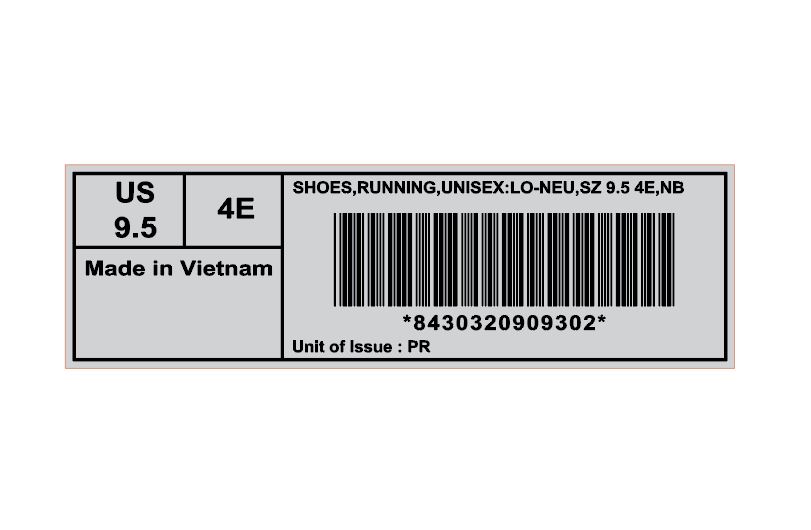 US
9.5
4E
Made in Vietnam
SHOES,RUNNING,UNISEX:LO-NEU,SZ 9.5 4E,NB
*8430320909302*
Unit of Issue : PR